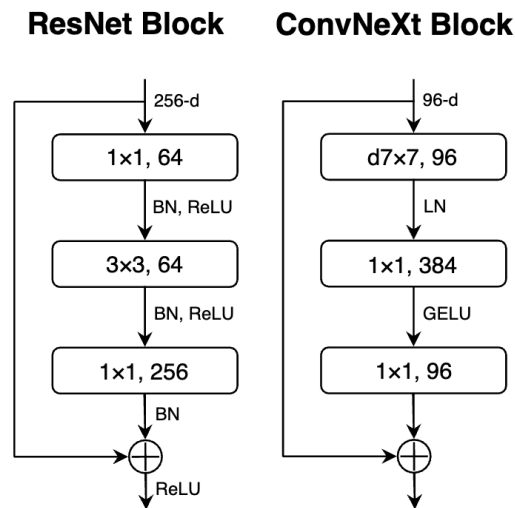 ResNet Block
256-d
1×1, 64
BN, ReLU
3×3, 64
BN, ReLU
1×1, 256
BN
ReLU
ConvNeXt Block
96-d
d7×7, 96
LN
1×1, 384
GELU
1×1, 96